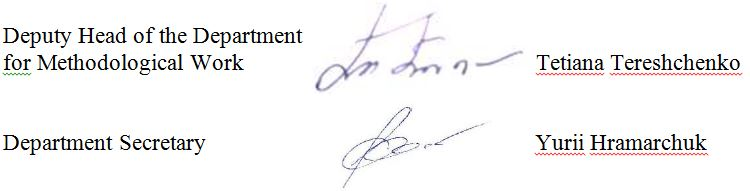 Deputy Head of the Department
for Methodological Work Tetiana Tereshchenko
Department Secretary Yurii Hramarchuk